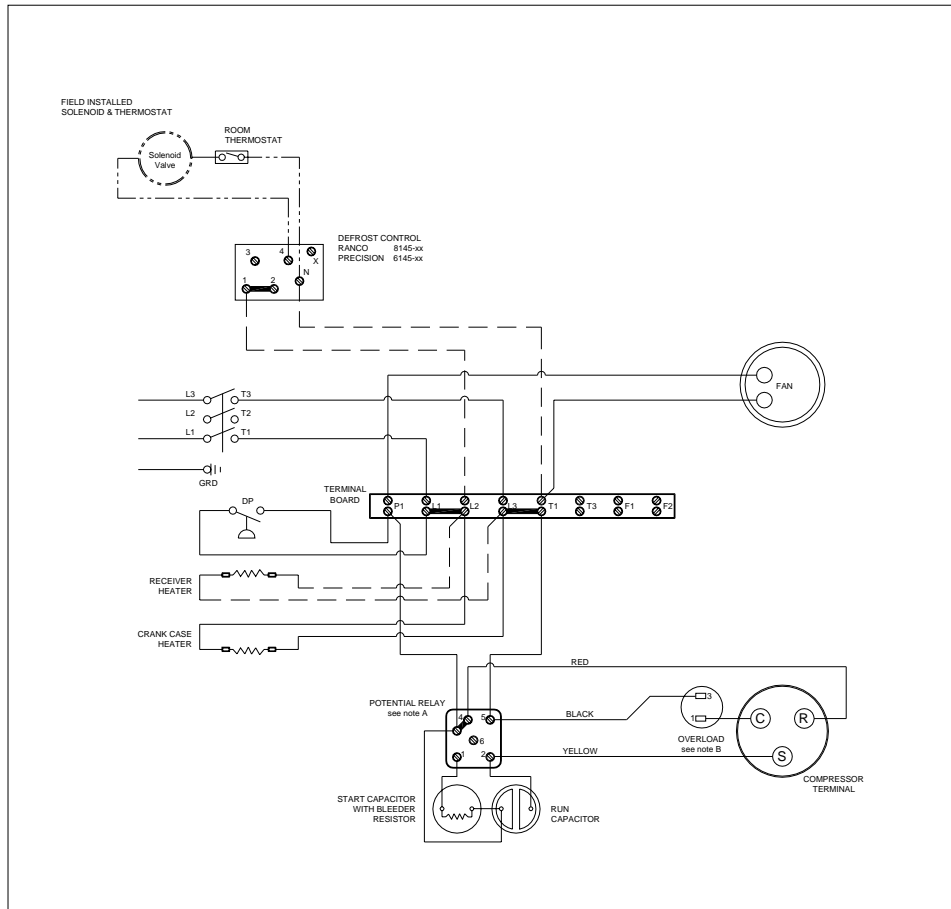 FIELD INSTALLED
SOLENOID & THERMOSTAT
ROOM
THERMOSTAT
Solenoid
Valve
DEFROST CONTROL
RANCO 8145-xx
PRECISION 6145-xx
3
4
X
N
1
2
L3
T3
L2
T2
L1
T1
GRD
FAN
TERMINAL
BOARD
P1
L1
L2
L3
T1
T3
F1
F2
DP
RECEIVER
HEATER
CRANK CASE
HEATER
RED
POTENTIAL RELAY
see note A
4
5
6
1
2
BLACK
YELLOW
3
1
OVERLOAD
see note B
C
R
S
COMPRESSOR
TERMINAL
START CAPACITOR
WITH BLEEDER
RESISTOR
RUN
CAPACITOR